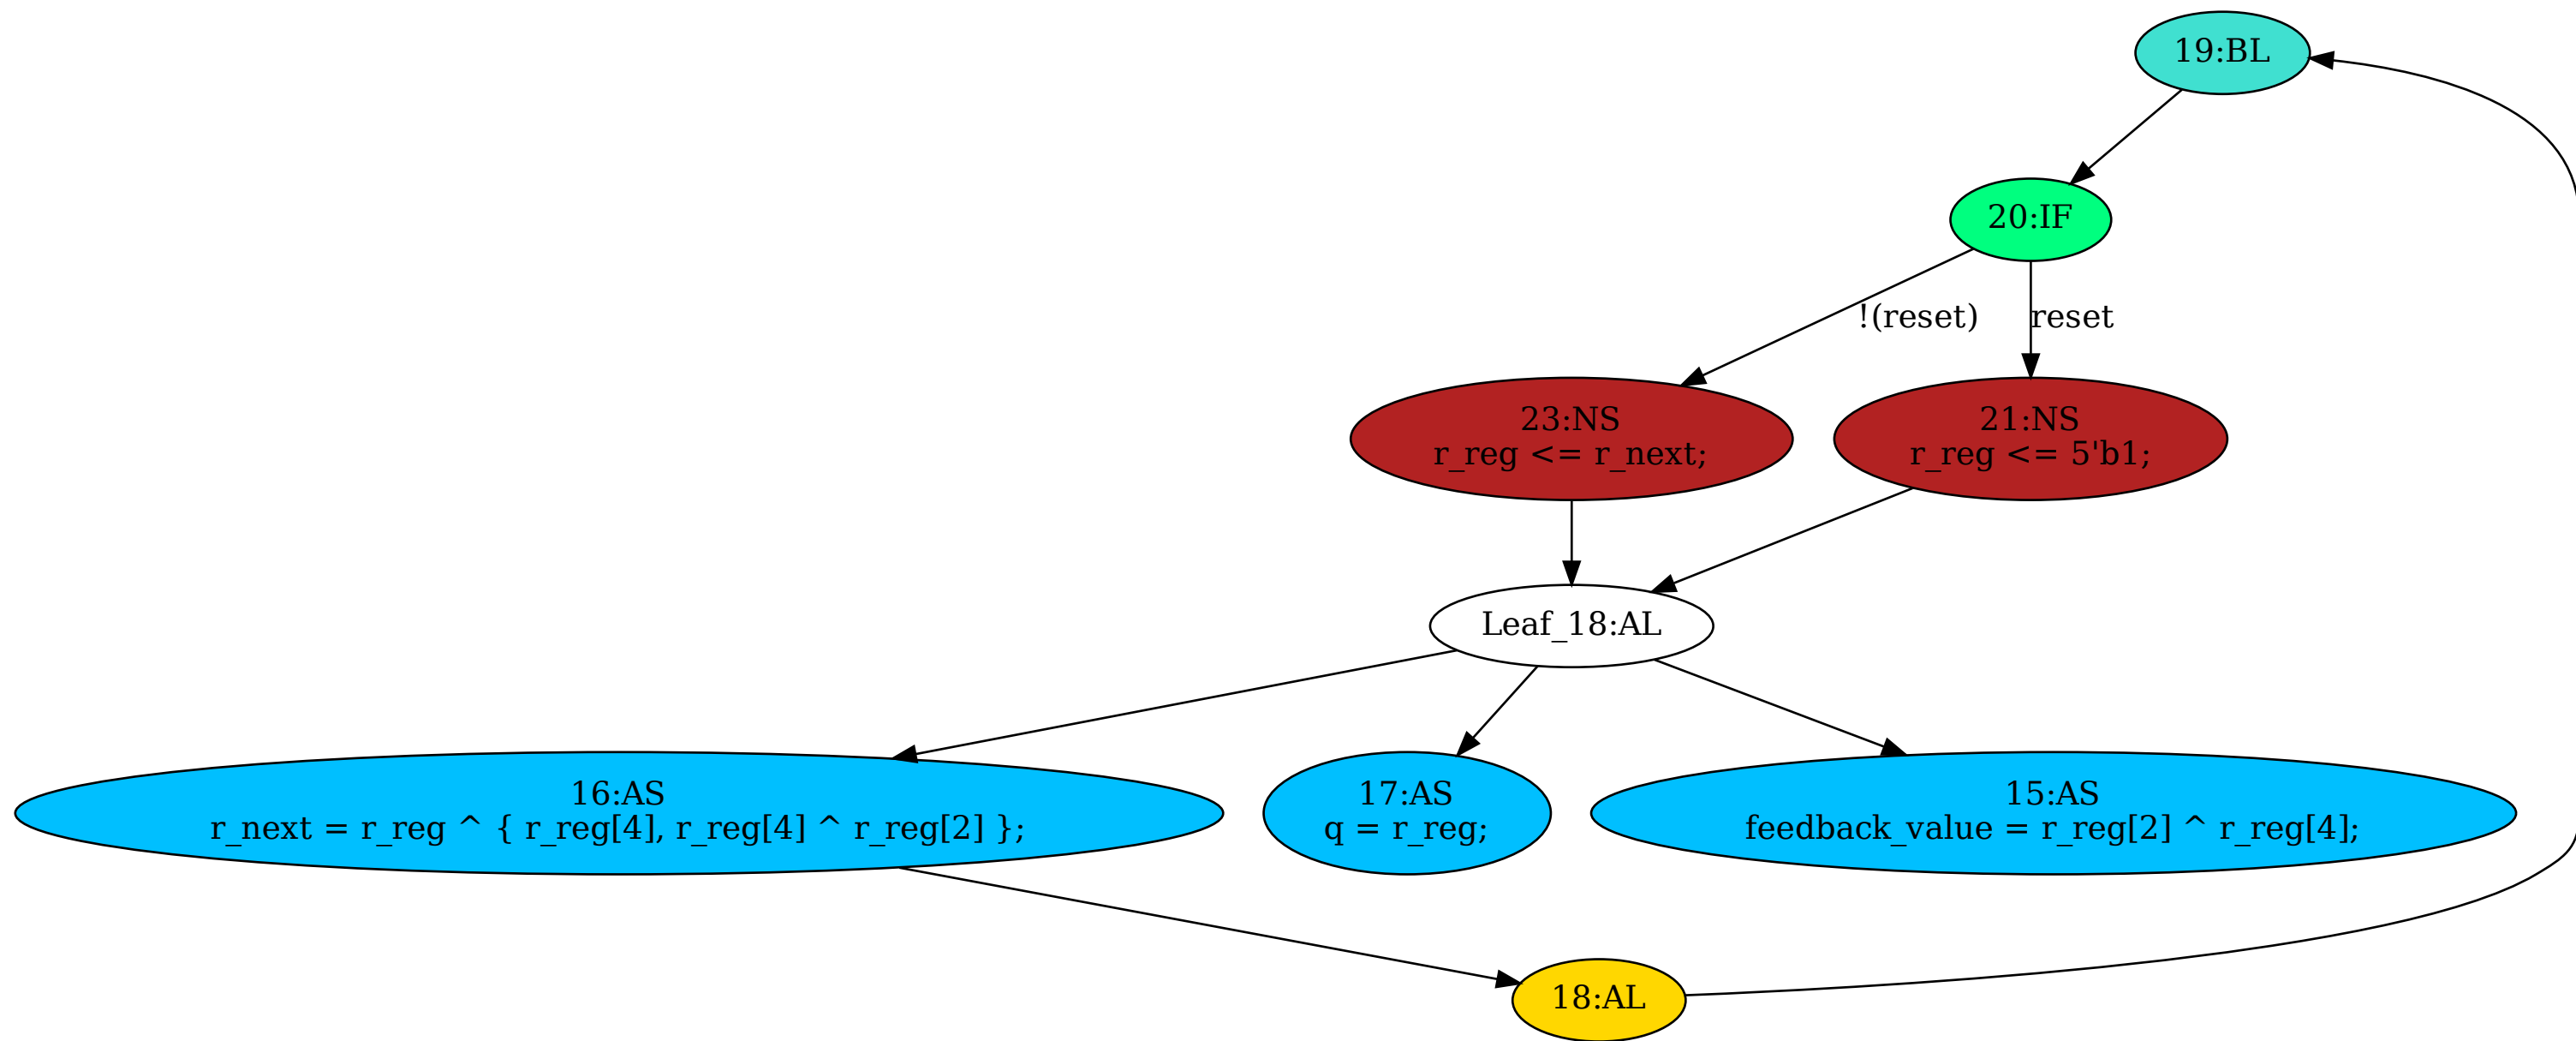 19:BL
20:IF
!(reset)
reset
23:NS
r_reg <= r_next;
21:NS
r_reg <= 5'b1;
Leaf_18:AL
16:AS
r_next = r_reg ^ { r_reg[4], r_reg[4] ^ r_reg[2] };
17:AS
q = r_reg;
15:AS
feedback_value = r_reg[2] ^ r_reg[4];
18:AL